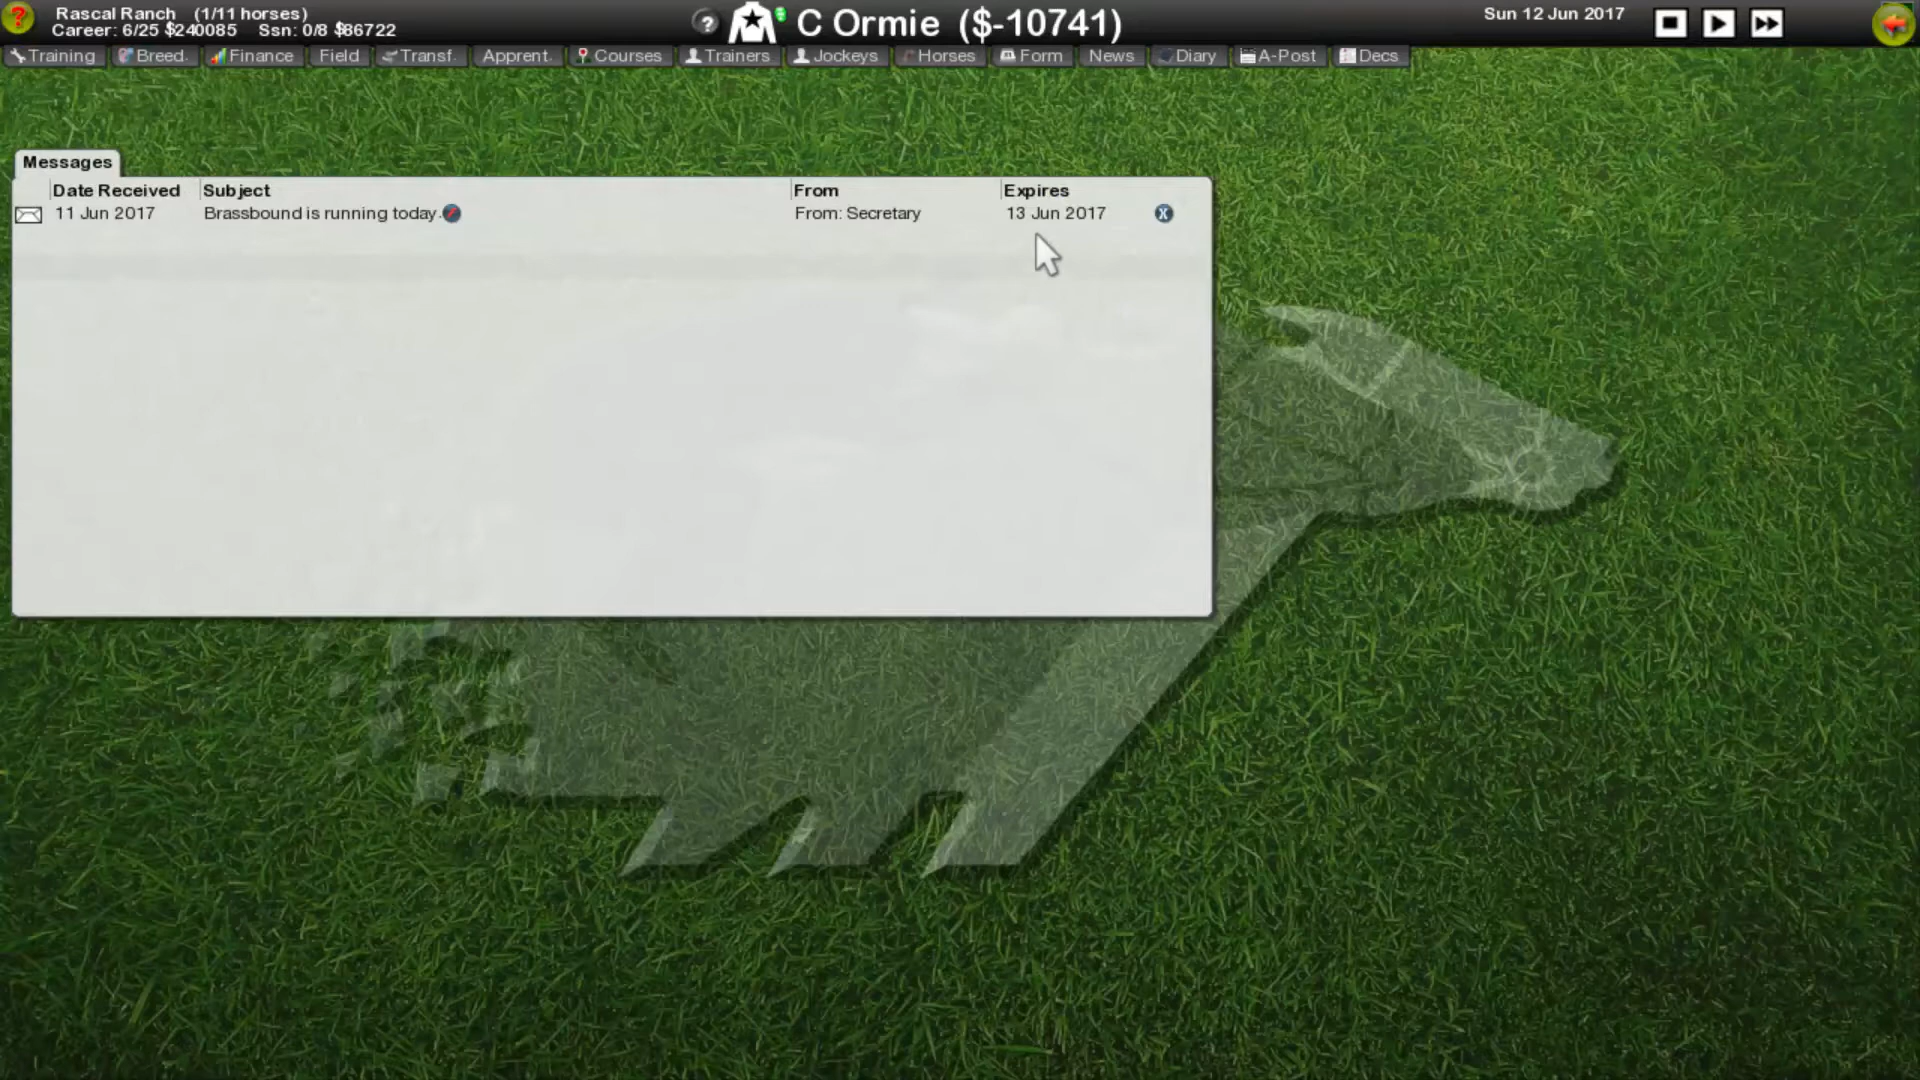 Rascal Ranch (1/11 horses)
Career: 6/25 $240085 Ssn: 0/8 $86722
C Ormie ($-10741)
Sun 12 Jun 2017
Training Breed. Finance Field Transf. Apprent. Courses Trainers Jockeys Horses Form News Diary A-Post Decs
Messages
Date Received Subject From Expires
11 Jun 2017 Brassbound is running today. From: Secretary 13 Jun 2017 X